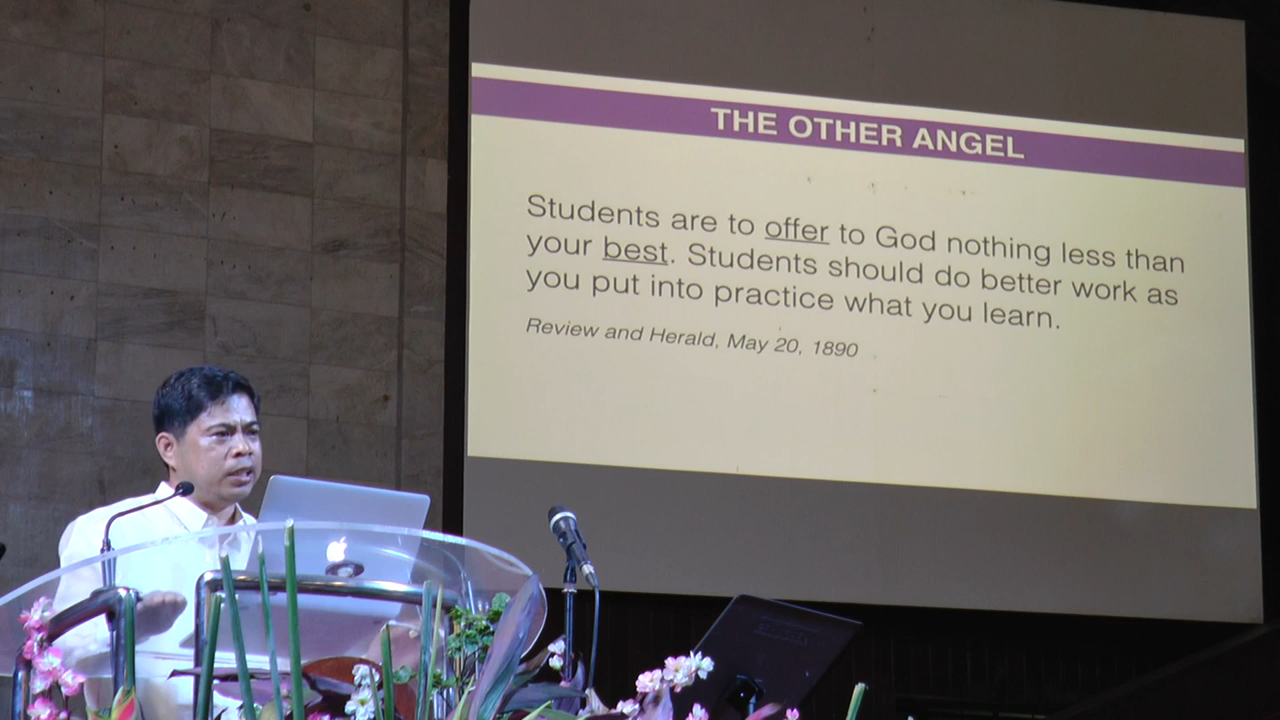 THE OTHER ANGEL
Students are to offer to God nothing less than
your best. Students should do better work as
you put into practice what you learn.
Review and Herald, May 20, 1890